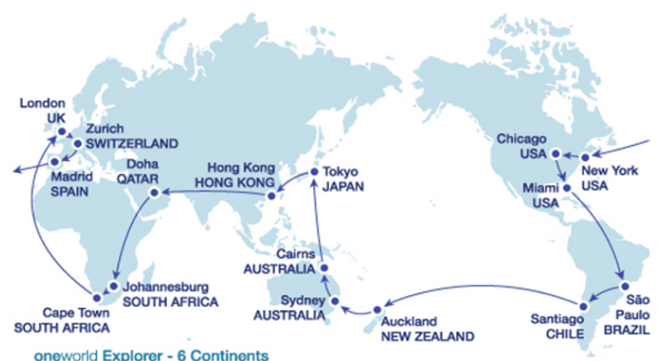 London
UK
Zurich
SWITZERLAND
Madrid
SPAIN
Doha
QATAR
Hong Kong
HONG KONG
Tokyo
JAPAN
Chicago
USA
New York
USA
Miami
USA
Cairns
AUSTRALIA
Sydney
AUSTRALIA
Auckland
NEW ZEALAND
Johannesburg
SOUTH AFRICA
Cape Town
SOUTH AFRICA
Santiago
CHILE
São
Paulo
BRAZIL
oneworld Explorer - 6 Continents